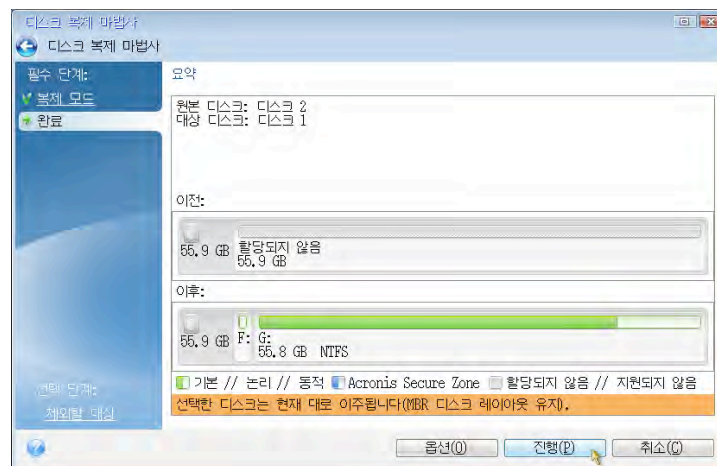 디스크 복제 마법사
디스크 복제 마법사
필수 단계:
복제 모드
완료
요약
원본 디스크: 디스크 2
대상 디스크: 디스크 1
이전:
55.9 GB 할당되지 않음
55.9 GB
이후:
55.9 GB F: G:
55.8 GB NTFS
기본 // 논리 // 동적 Acronis Secure Zone 할당되지 않음 // 지원되지 않음
선택한 디스크는 현재 대로 이주됩니다(MBR 디스크 레이아웃 유지).
선택 단계:
제외할 대상
옵션(O) 진행(P) 취소(C)